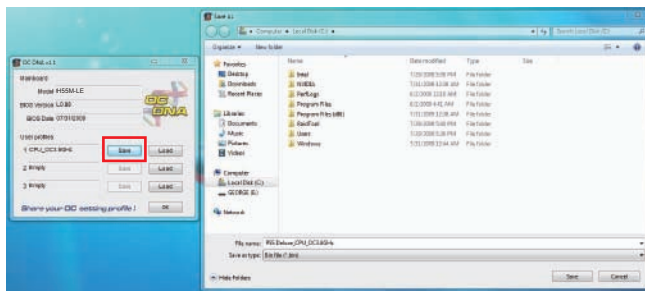 OC DNA v1.1
Mainboard
Model H55M-LE
BIOS Version L0.80
BIOS Date 07/01/2009
User profiles
1 CPU_OC3.8GHz
Save
Load
2 Empty
Save
Load
3 Empty
Save
Load
Share your OC setting profile !
OC DNA
Save As
Computer
Local Disk (C:)
Search Local Disk (C:)
Organize
New folder
Favorites
Desktop
Downloads
Recent Places
Libraries
Documents
Music
Pictures
Videos
Computer
Local Disk (C:)
GEORGE (E:)
Network
Name
Date modified
Type
Size
Intel
File folder
NVIDIA
File folder
PerfLogs
File folder
Program Files
File folder
Program Files (x86)
File folder
File folder
Users
File folder
Windows
File folder
File name:
P55 Deluxe_CPU_OC3.8GHz
Save as type: Bin file (*.bin)
Hide Folders
Save
Cancel